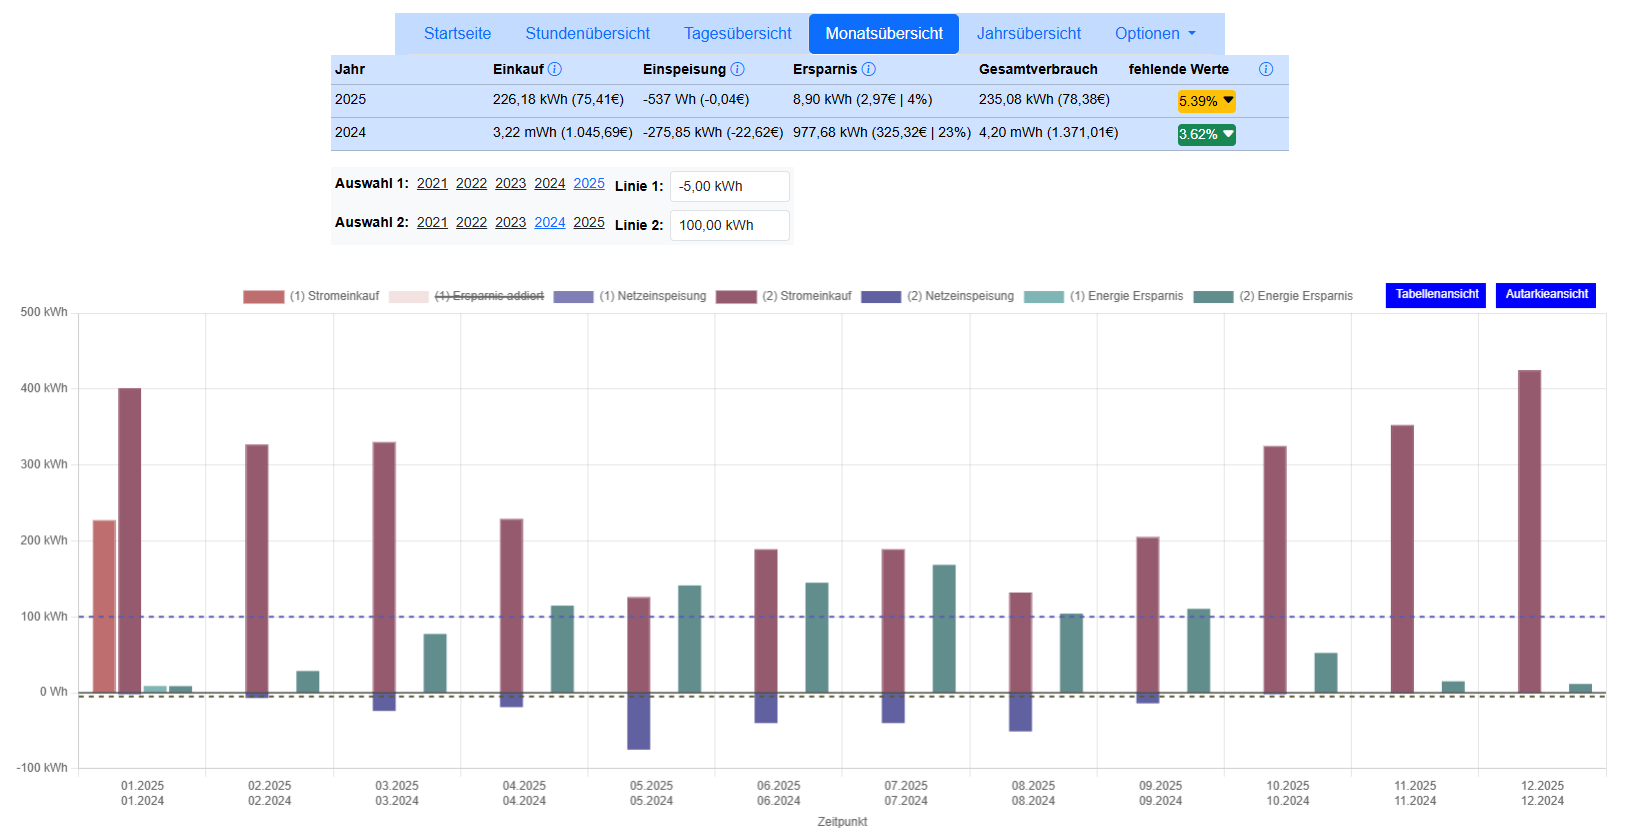 Startseite Stundenübersicht Tagesübersicht Monatsübersicht Jahrsübersicht Optionen
Jahr Einkauf Einspeisung Ersparnis Gesamtverbrauch fehlende Werte
2025 226,18 kWh (75,41€) -537 Wh (-0,04€) 8,90 kWh (2,97€ | 4%) 235,08 kWh (78,38€) 5.39%
2024 3,22 mWh (1.045,69€) -275,85 kWh (-22,62€) 977,68 kWh (325,32€ | 23%) 4,20 mWh (1.371,01€) 3.62%
Auswahl 1: 2021 2022 2023 2024 2025 Linie 1: -5,00 kWh
Auswahl 2: 2021 2022 2023 2024 2025 Linie 2: 100,00 kWh
(1) Stromeinkauf (1) Ersparnis addiert (1) Netzeinspeisung (2) Stromeinkauf (2) Netzeinspeisung (1) Energie Ersparnis (2) Energie Ersparnis Tabellenansicht Autarkieansicht
500 kWh
400 kWh
300 kWh
200 kWh
100 kWh
0 Wh
-100 kWh
01.2025 02.2025 03.2025 04.2025 05.2025 06.2025 07.2025 08.2025 09.2025 10.2025 11.2025 12.2025
01.2024 02.2024 03.2024 04.2024 05.2024 06.2024 07.2024 08.2024 09.2024 10.2024 11.2024 12.2024
Zeitpunkt